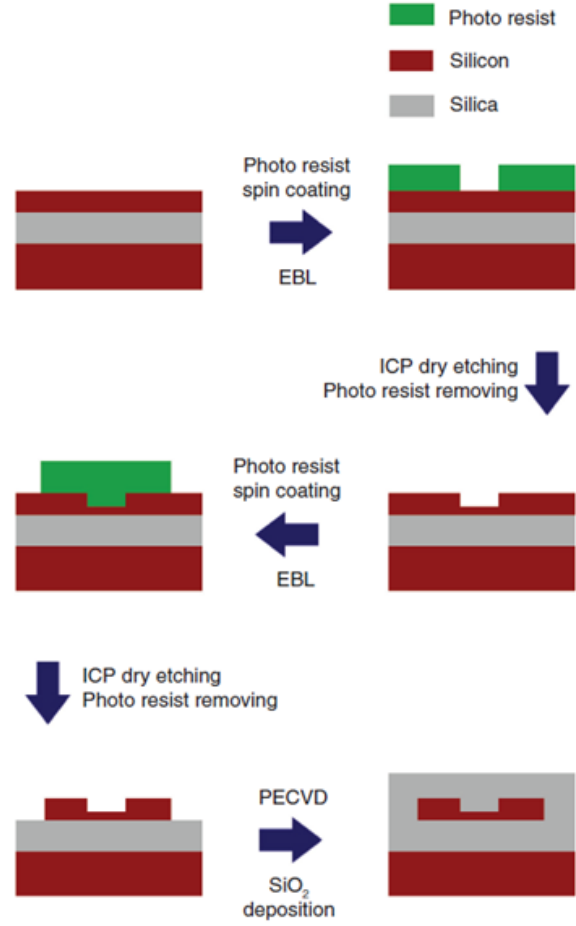 Photo resist
Silicon
Silica
Photo resist
spin coating
EBL
ICP dry etching
Photo resist removing
Photo resist
spin coating
EBL
ICP dry etching
Photo resist removing
PECVD
SiO₂
deposition